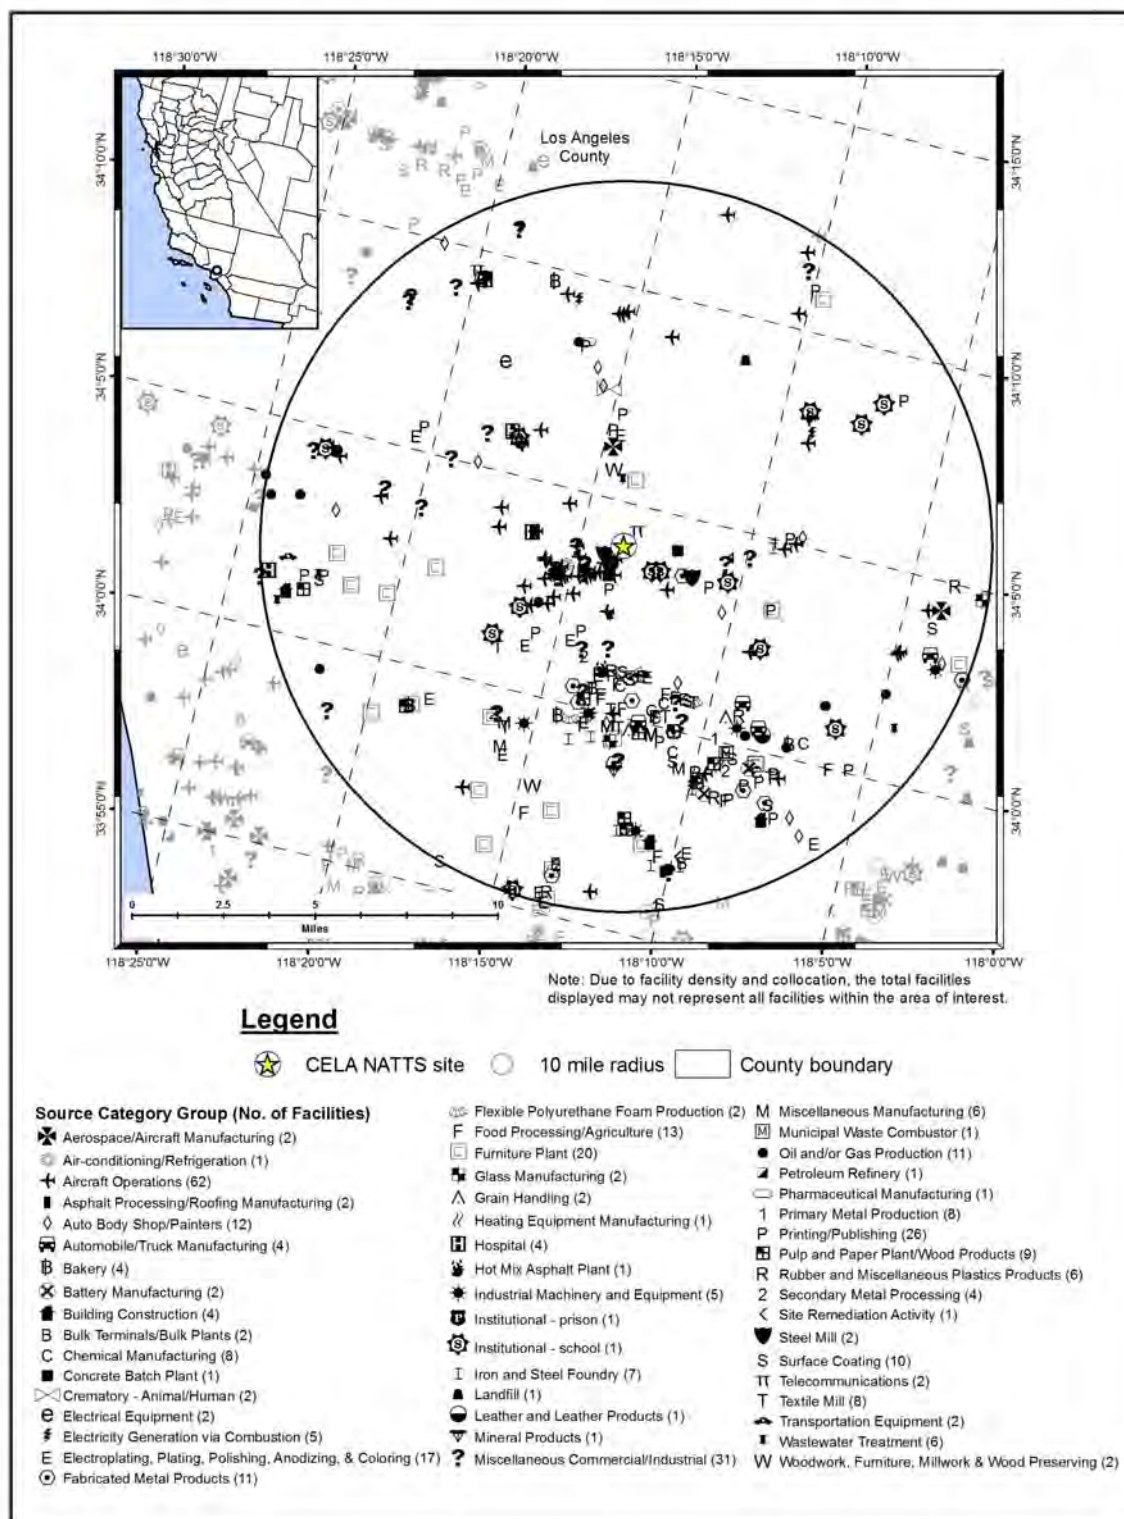 118°30'0"W 118°25'0"W 118°20'0"W 118°15'0"W 118°10'0"W
Los Angeles
County
34°10'0"N
34°5'0"N
34°0'0"N
33°55'0"N
34°15'0"N
34°10'0"N
34°5'0"N
34°0'0"N
0 2.5 5 10
Miles
118°25'0"W 118°20'0"W 118°15'0"W 118°10'0"W 118°5'0"W 118°0'0"W
Note: Due to facility density and collocation, the total facilities
displayed may not represent all facilities within the area of interest.
Legend
CELA NATTS site 10 mile radius County boundary
Source Category Group (No. of Facilities)
Aerospace/Aircraft Manufacturing (2)
Air-conditioning/Refrigeration (1)
Aircraft Operations (62)
Asphalt Processing/Roofing Manufacturing (2)
Auto Body Shop/Painters (12)
Automobile/Truck Manufacturing (4)
Bakery (4)
Battery Manufacturing (2)
Building Construction (4)
B Bulk Terminals/Bulk Plants (2)
C Chemical Manufacturing (8)
Concrete Batch Plant (1)
Crematory - Animal/Human (2)
e Electrical Equipment (2)
Electricity Generation via Combustion (5)
E Electroplating, Plating, Polishing, Anodizing, & Coloring (17)
Fabricated Metal Products (11)
Flexible Polyurethane Foam Production (2)
F Food Processing/Agriculture (13)
Furniture Plant (20)
Glass Manufacturing (2)
Grain Handling (2)
Heating Equipment Manufacturing (1)
H Hospital (4)
Hot Mix Asphalt Plant (1)
Industrial Machinery and Equipment (5)
P Institutional - prison (1)
S Institutional - school (1)
I Iron and Steel Foundry (7)
Landfill (1)
Leather and Leather Products (1)
Mineral Products (1)
? Miscellaneous Commercial/Industrial (31)
M Miscellaneous Manufacturing (6)
M Municipal Waste Combustor (1)
Oil and/or Gas Production (11)
Petroleum Refinery (1)
Pharmaceutical Manufacturing (1)
1 Primary Metal Production (8)
P Printing/Publishing (26)
Pulp and Paper Plant/Wood Products (9)
R Rubber and Miscellaneous Plastics Products (6)
2 Secondary Metal Processing (4)
Site Remediation Activity (1)
Steel Mill (2)
S Surface Coating (10)
Telecommunications (2)
T Textile Mill (8)
Transportation Equipment (2)
Wastewater Treatment (6)
W Woodwork, Furniture, Millwork & Wood Preserving (2)